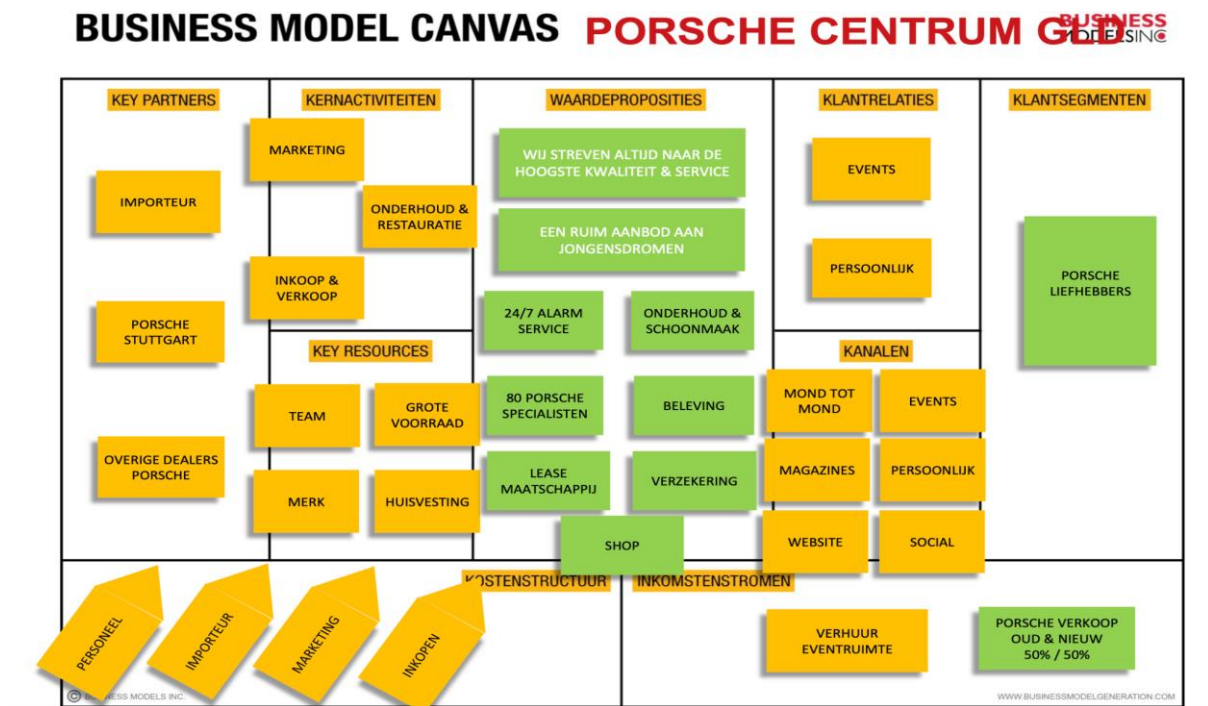 BUSINESS MODEL CANVAS PORSCHE CENTRUM GLD
BUSINESS
MODELSINC
KEY PARTNERS
IMPORTEUR
PORSCHE
STUTTGART
OVERIGE DEALERS
PORSCHE
KERNACTIVITEITEN
MARKETING
ONDERHOUD &
RESTAURATIE
INKOOP &
VERKOOP
KEY RESOURCES
TEAM
GROTE
VOORRAAD
MERK
HUISVESTING
WAARDEPROPOSITIES
WIJ STREVEN ALTIJD NAAR DE
HOOGSTE KWALITEIT & SERVICE
EEN RUIM AANBOD AAN
JONGENSDROMEN
24/7 ALARM
SERVICE
ONDERHOUD &
SCHOONMAAK
80 PORSCHE
SPECIALISTEN
BELEVING
LEASE
MAATSCHAPPIJ
VERZEKERING
SHOP
KLANTRELATIES
EVENTS
PERSOONLIJK
KANALEN
MOND TOT
MOND
EVENTS
MAGAZINES
PERSOONLIJK
WEBSITE
SOCIAL
KLANTSEGMENTEN
PORSCHE
LIEFHEBBERS
KOSTENSTRUCTUUR
PERSONEEL
IMPORTEUR
MARKETING
INKOPEN
INKOMSTENSTROMEN
VERHUUR
EVENTRUIMTE
PORSCHE VERKOOP
OUD & NIEUW
50% / 50%
© MODELS INC.
WWW.BUSINESSMODELGENERATION.COM